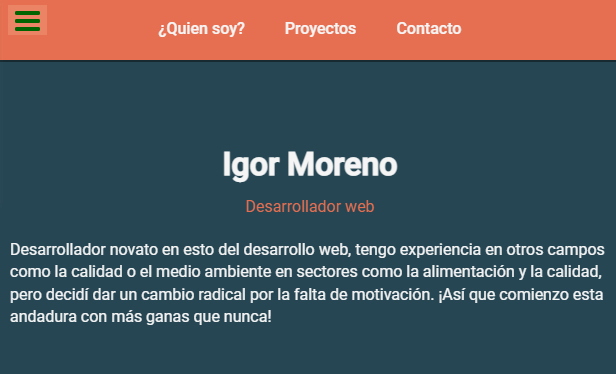 ¿Quien soy? Proyectos Contacto
Igor Moreno
Desarrollador web
Desarrollador novato en esto del desarrollo web, tengo experiencia en otros campos
como la calidad o el medio ambiente en sectores como la alimentación y la calidad,
pero decidí dar un cambio radical por la falta de motivación. ¡Así que comienzo esta
andadura con más ganas que nunca!